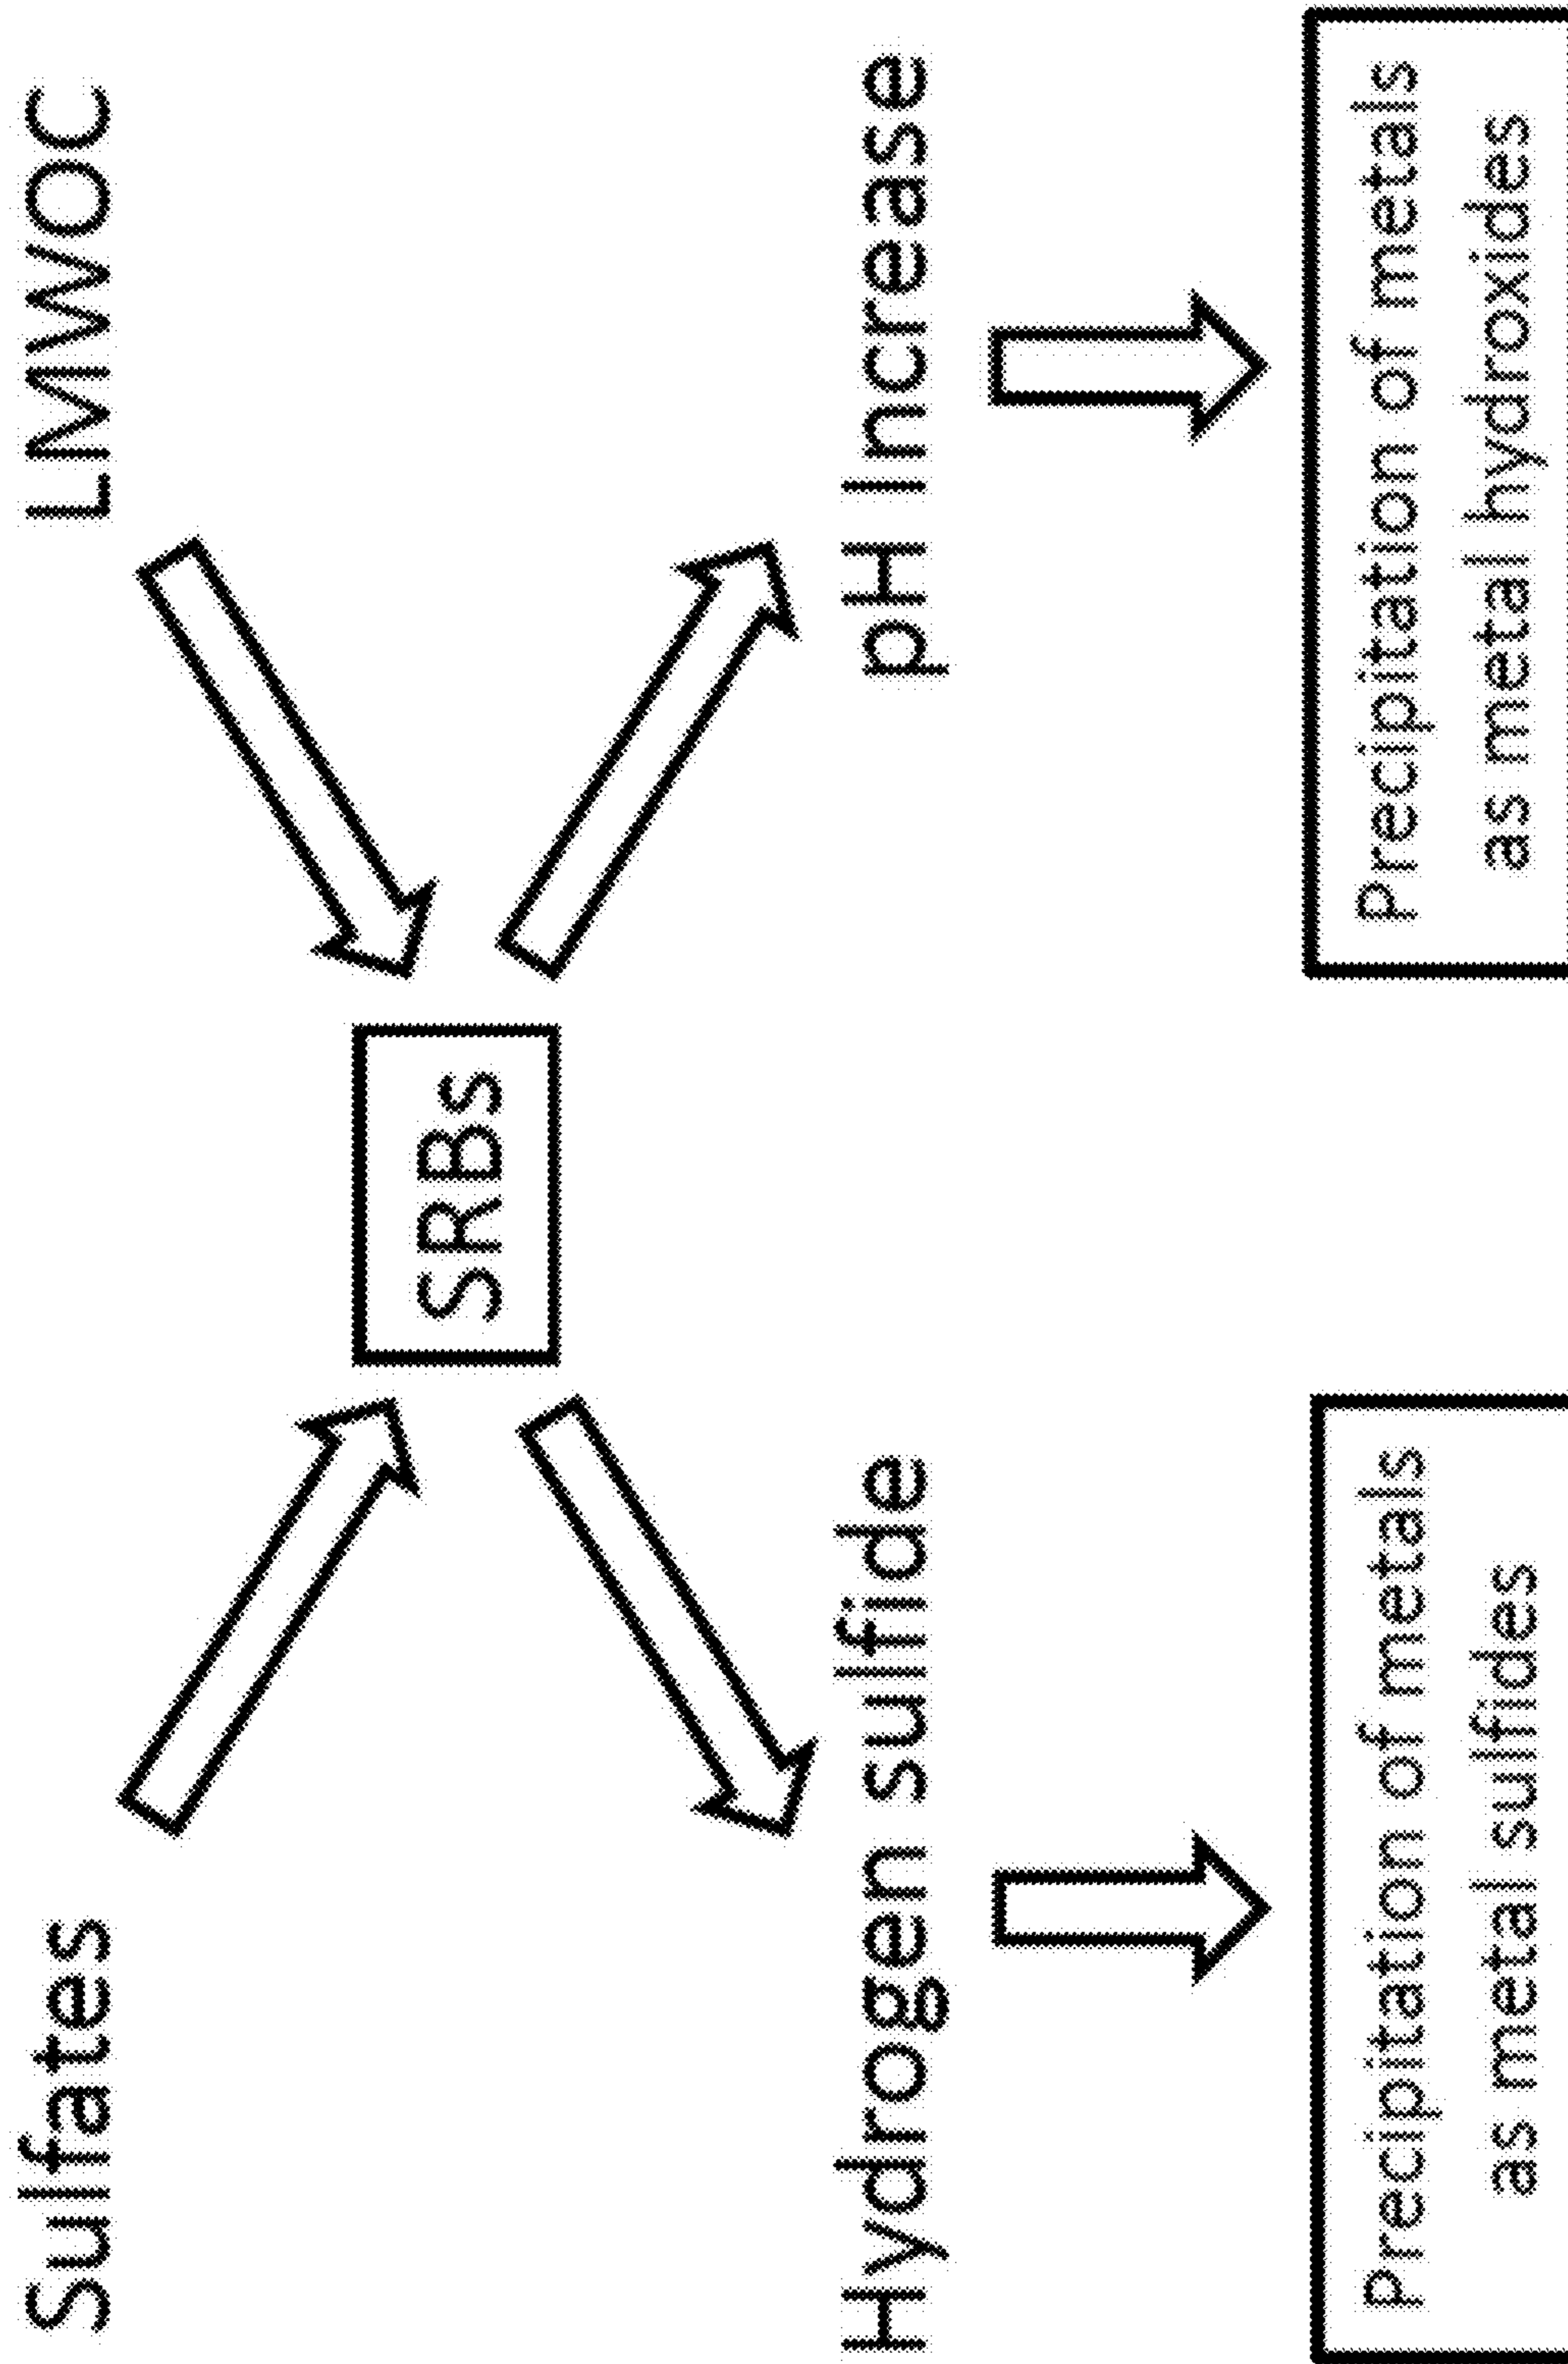 Sulfates
LMWOC
SRBs
Hydrogen sulfide
pH Increase
Precipitation of metals
as metal sulfides
Precipitation of metals
as metal hydroxides